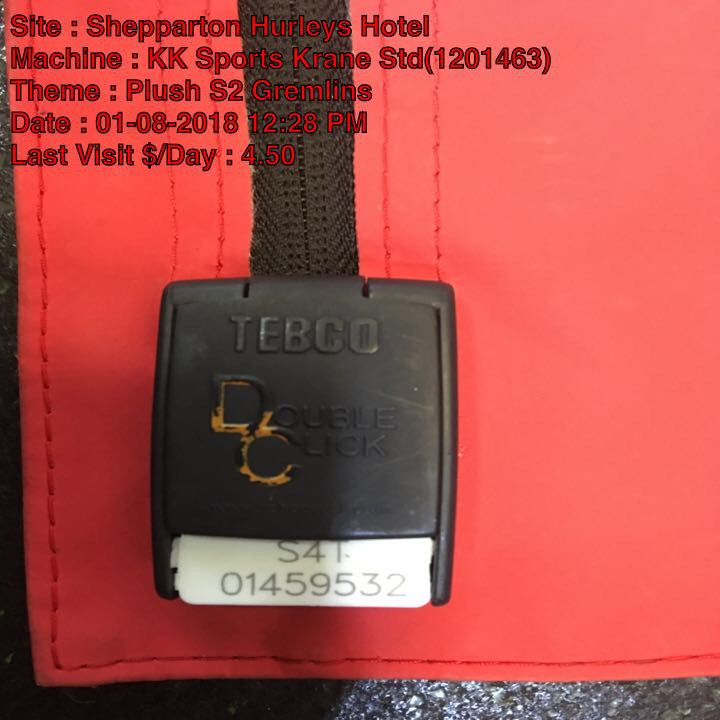 Site : Shepparton Hurleys Hotel
Machine : KK Sports Krane Std(1201463)
Theme : Plush S2 Gremlins
Date : 01-08-2018 12:28 PM
Last Visit $/Day : 4.50
TEBCO
DOUBLE
CLICK
S41
01459532